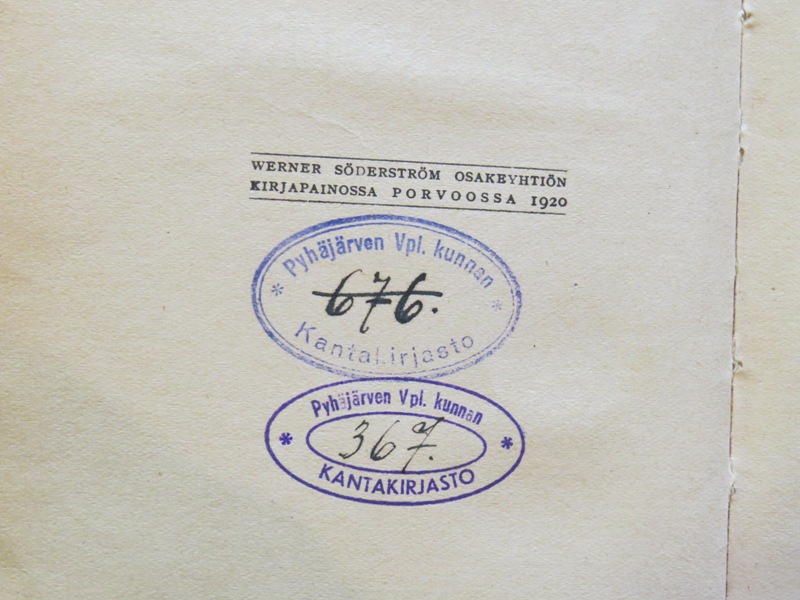 WERNER SÖDERSTRÖM OSAKEYHTIÖN
KIRJAPAINOSSA PORVOOSSA 1920
* Pyhäjärven Vpl. kunnan *
676.
Kantakirjasto
Pyhäjärven Vpl. kunnan
* 367. *
KANTAKIRJASTO